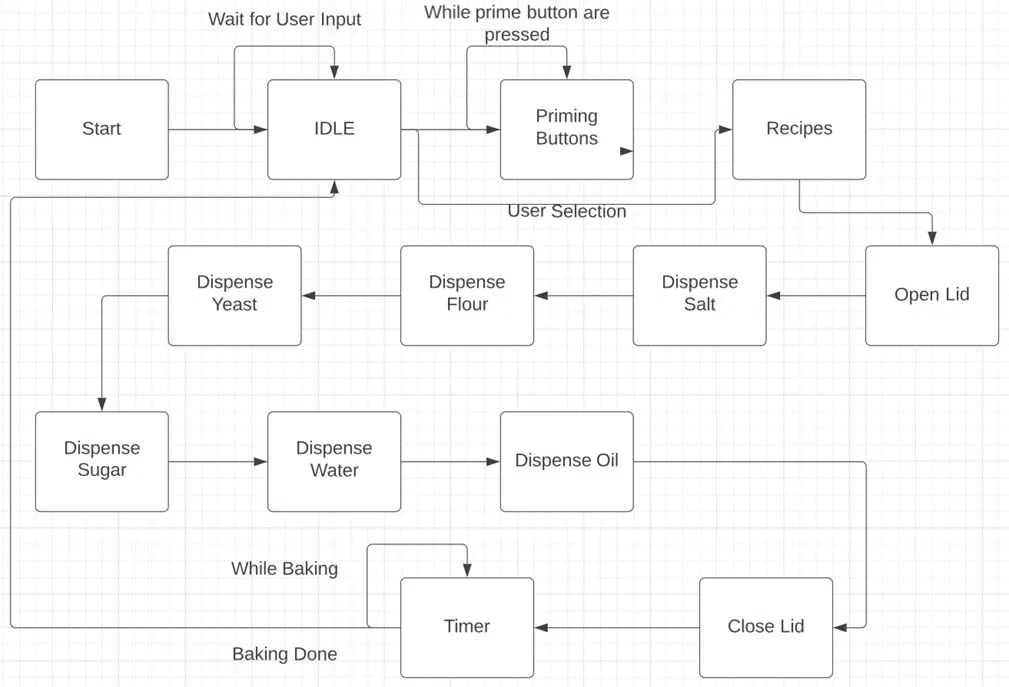 Wait for User Input
While prime button are
pressed
Start
IDLE
Priming
Buttons
Recipes
User Selection
Dispense
Yeast
Dispense
Flour
Dispense
Salt
Open Lid
Dispense
Sugar
Dispense
Water
Dispense Oil
While Baking
Timer
Close Lid
Baking Done